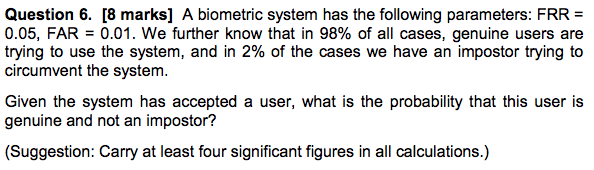 Question 6. [8 marks] A biometric system has the following parameters: FRR =
0.05, FAR = 0.01. We further know that in 98% of all cases, genuine users are
trying to use the system, and in 2% of the cases we have an impostor trying to
circumvent the system.
Given the system has accepted a user, what is the probability that this user is
genuine and not an impostor?
(Suggestion: Carry at least four significant figures in all calculations.)